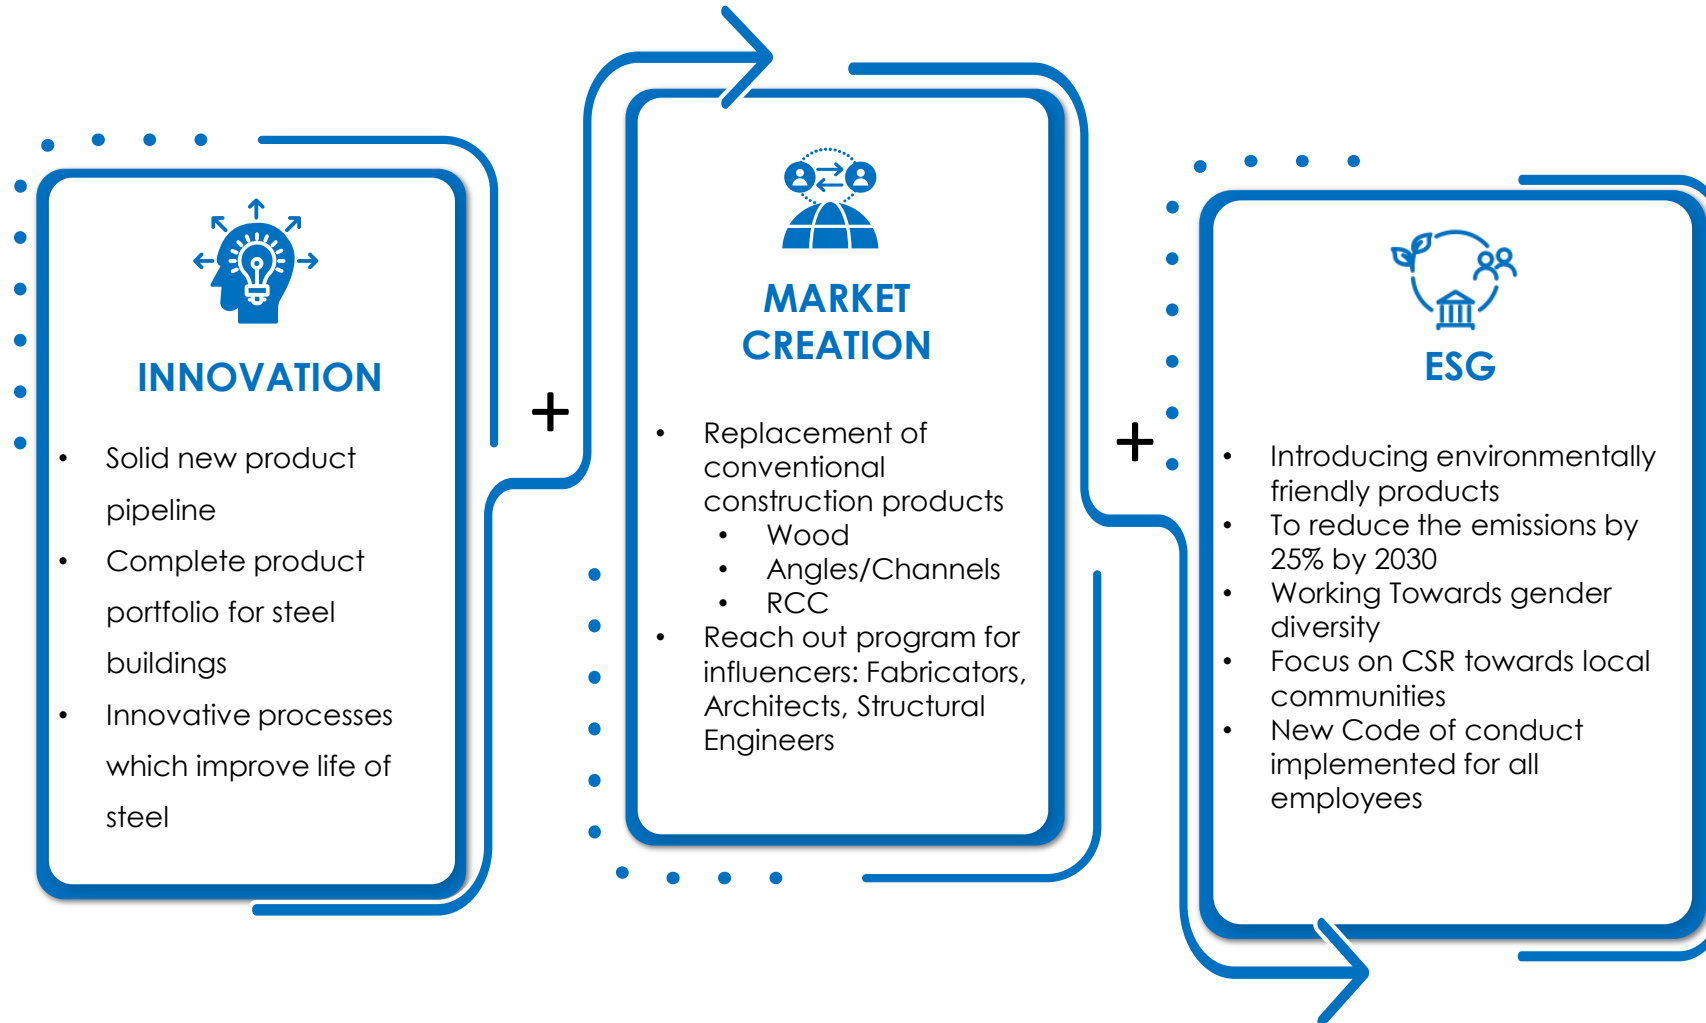 INNOVATION
• Solid new product
pipeline
• Complete product
portfolio for steel
buildings
• Innovative processes
which improve life of
steel
+
MARKET
CREATION
• Replacement of
conventional
construction products
• Wood
• Angles/Channels
• RCC
• Reach out program for
influencers: Fabricators,
Architects, Structural
Engineers
+
ESG
• Introducing environmentally
friendly products
• To reduce the emissions by
25% by 2030
• Working Towards gender
diversity
• Focus on CSR towards local
communities
• New Code of conduct
implemented for all
employees